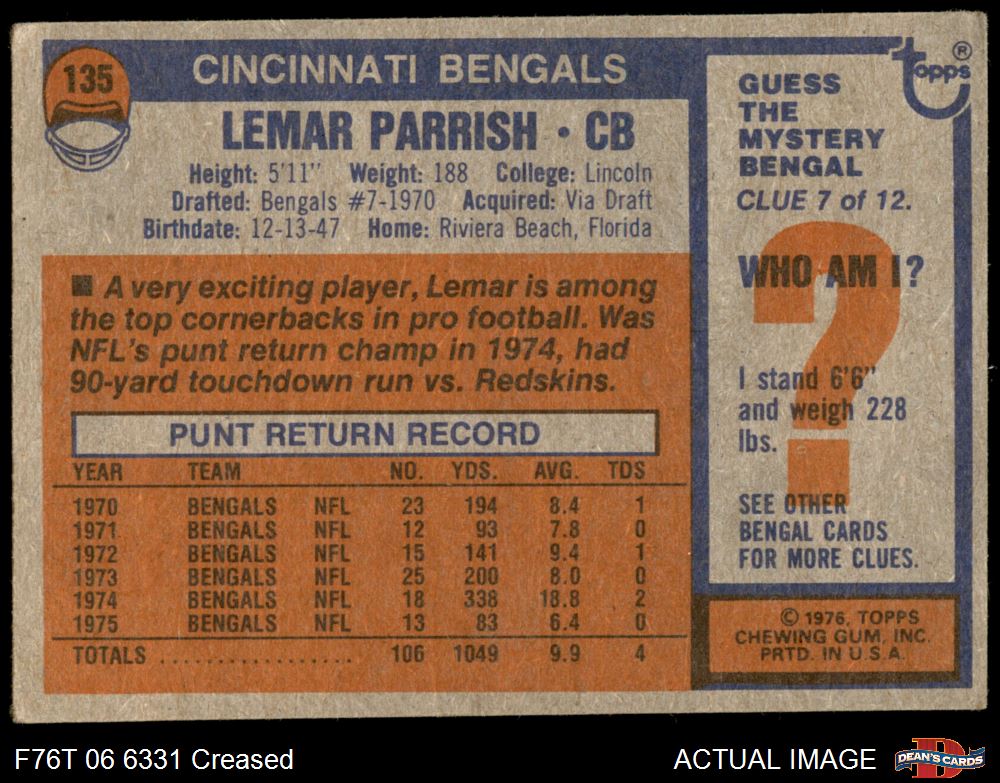 135
CINCINNATI BENGALS
LEMAR PARRISH • CB
Height: 5'11" Weight: 188 College: Lincoln
Drafted: Bengals #7-1970 Acquired: Via Draft
Birthdate: 12-13-47 Home: Riviera Beach, Florida
■ A very exciting player, Lemar is among
the top cornerbacks in pro football. Was
NFL's punt return champ in 1974, had
90-yard touchdown run vs. Redskins.
PUNT RETURN RECORD
YEAR TEAM NO. YDS. AVG. TDS
1970 BENGALS NFL 23 194 8.4 1
1971 BENGALS NFL 12 93 7.8 0
1972 BENGALS NFL 15 141 9.4 1
1973 BENGALS NFL 25 200 8.0 0
1974 BENGALS NFL 18 338 18.8 2
1975 BENGALS NFL 13 83 6.4 0
TOTALS .................. 106 1049 9.9 4
topps ®
GUESS
THE
MYSTERY
BENGAL
CLUE 7 of 12.
?
WHO AM I?
I stand 6'6"
and weigh 228
lbs.
SEE OTHER
BENGAL CARDS
FOR MORE CLUES.
© 1976, TOPPS
CHEWING GUM, INC.
PRTD. IN U.S.A.
F76T 06 6331 Creased
ACTUAL IMAGE
D
DEAN'S CARDS